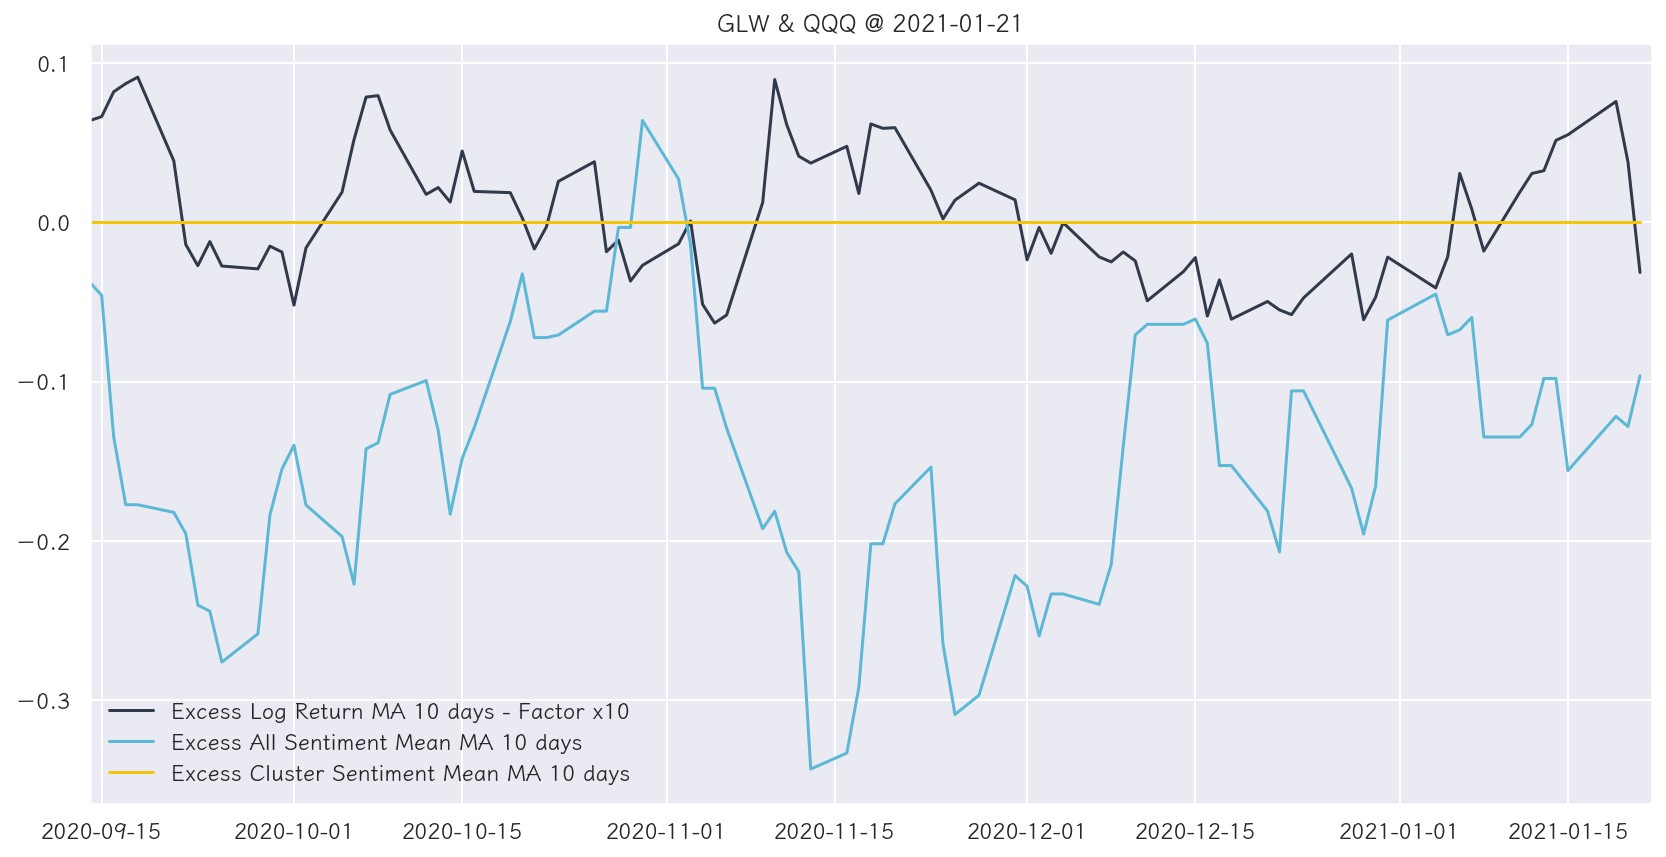 GLW & QQQ @ 2021-01-21
0.1
0.0
−0.1
−0.2
−0.3
Excess Log Return MA 10 days - Factor x10
Excess All Sentiment Mean MA 10 days
Excess Cluster Sentiment Mean MA 10 days
2020-09-15 2020-10-01 2020-10-15 2020-11-01 2020-11-15 2020-12-01 2020-12-15 2021-01-01 2021-01-15